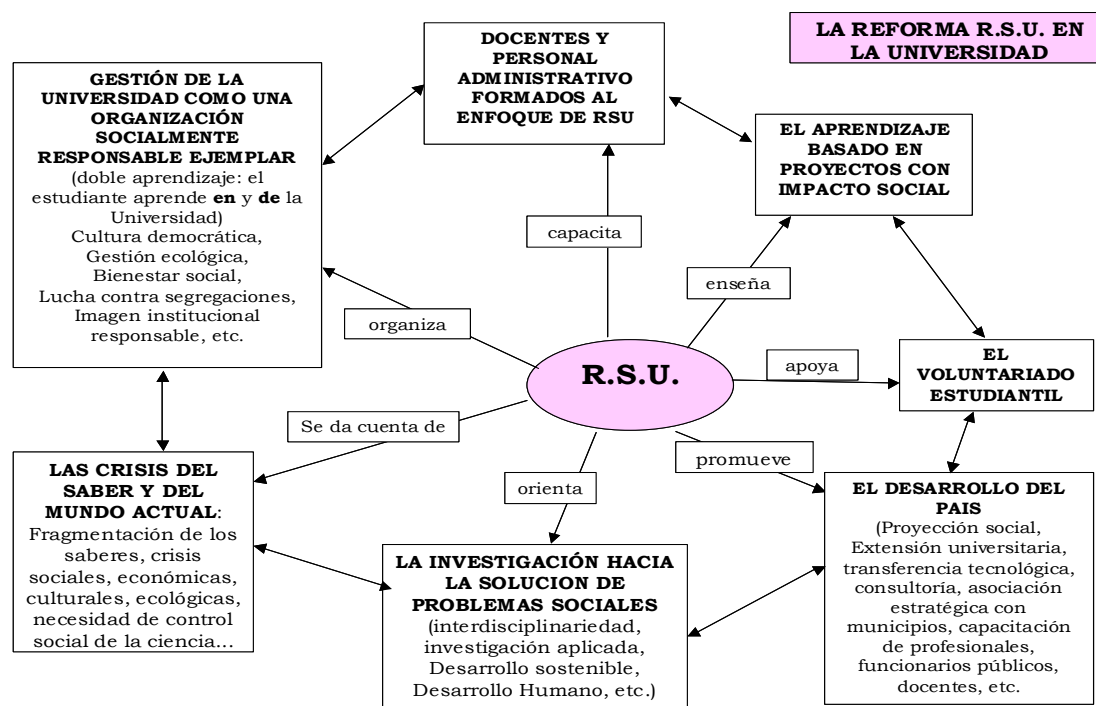 LA REFORMA R.S.U. EN
LA UNIVERSIDAD
DOCENTES Y
PERSONAL
ADMINISTRATIVO
FORMADOS AL
ENFOQUE DE RSU
GESTIÓN DE LA
UNIVERSIDAD COMO UNA
ORGANIZACIÓN
SOCIALMENTE
RESPONSABLE EJEMPLAR
(doble aprendizaje: el
estudiante aprende en y de la
Universidad)
Cultura democrática,
Gestión ecológica,
Bienestar social,
Lucha contra segregaciones,
Imagen institucional
responsable, etc.
EL APRENDIZAJE
BASADO EN
PROYECTOS CON
IMPACTO SOCIAL
capacita
enseña
organiza
R.S.U.
apoya
EL
VOLUNTARIADO
ESTUDIANTIL
Se da cuenta de
promueve
orienta
LAS CRISIS DEL
SABER Y DEL
MUNDO ACTUAL:
Fragmentación de los
saberes, crisis
sociales, económicas,
culturales, ecológicas,
necesidad de control
social de la ciencia...
LA INVESTIGACIÓN HACIA
LA SOLUCION DE
PROBLEMAS SOCIALES
(interdisciplinariedad,
investigación aplicada,
Desarrollo sostenible,
Desarrollo Humano, etc.)
EL DESARROLLO DEL
PAIS
(Proyección social,
Extensión universitaria,
transferencia tecnológica,
consultoría, asociación
estratégica con
municipios, capacitación
de profesionales,
funcionarios públicos,
docentes, etc.